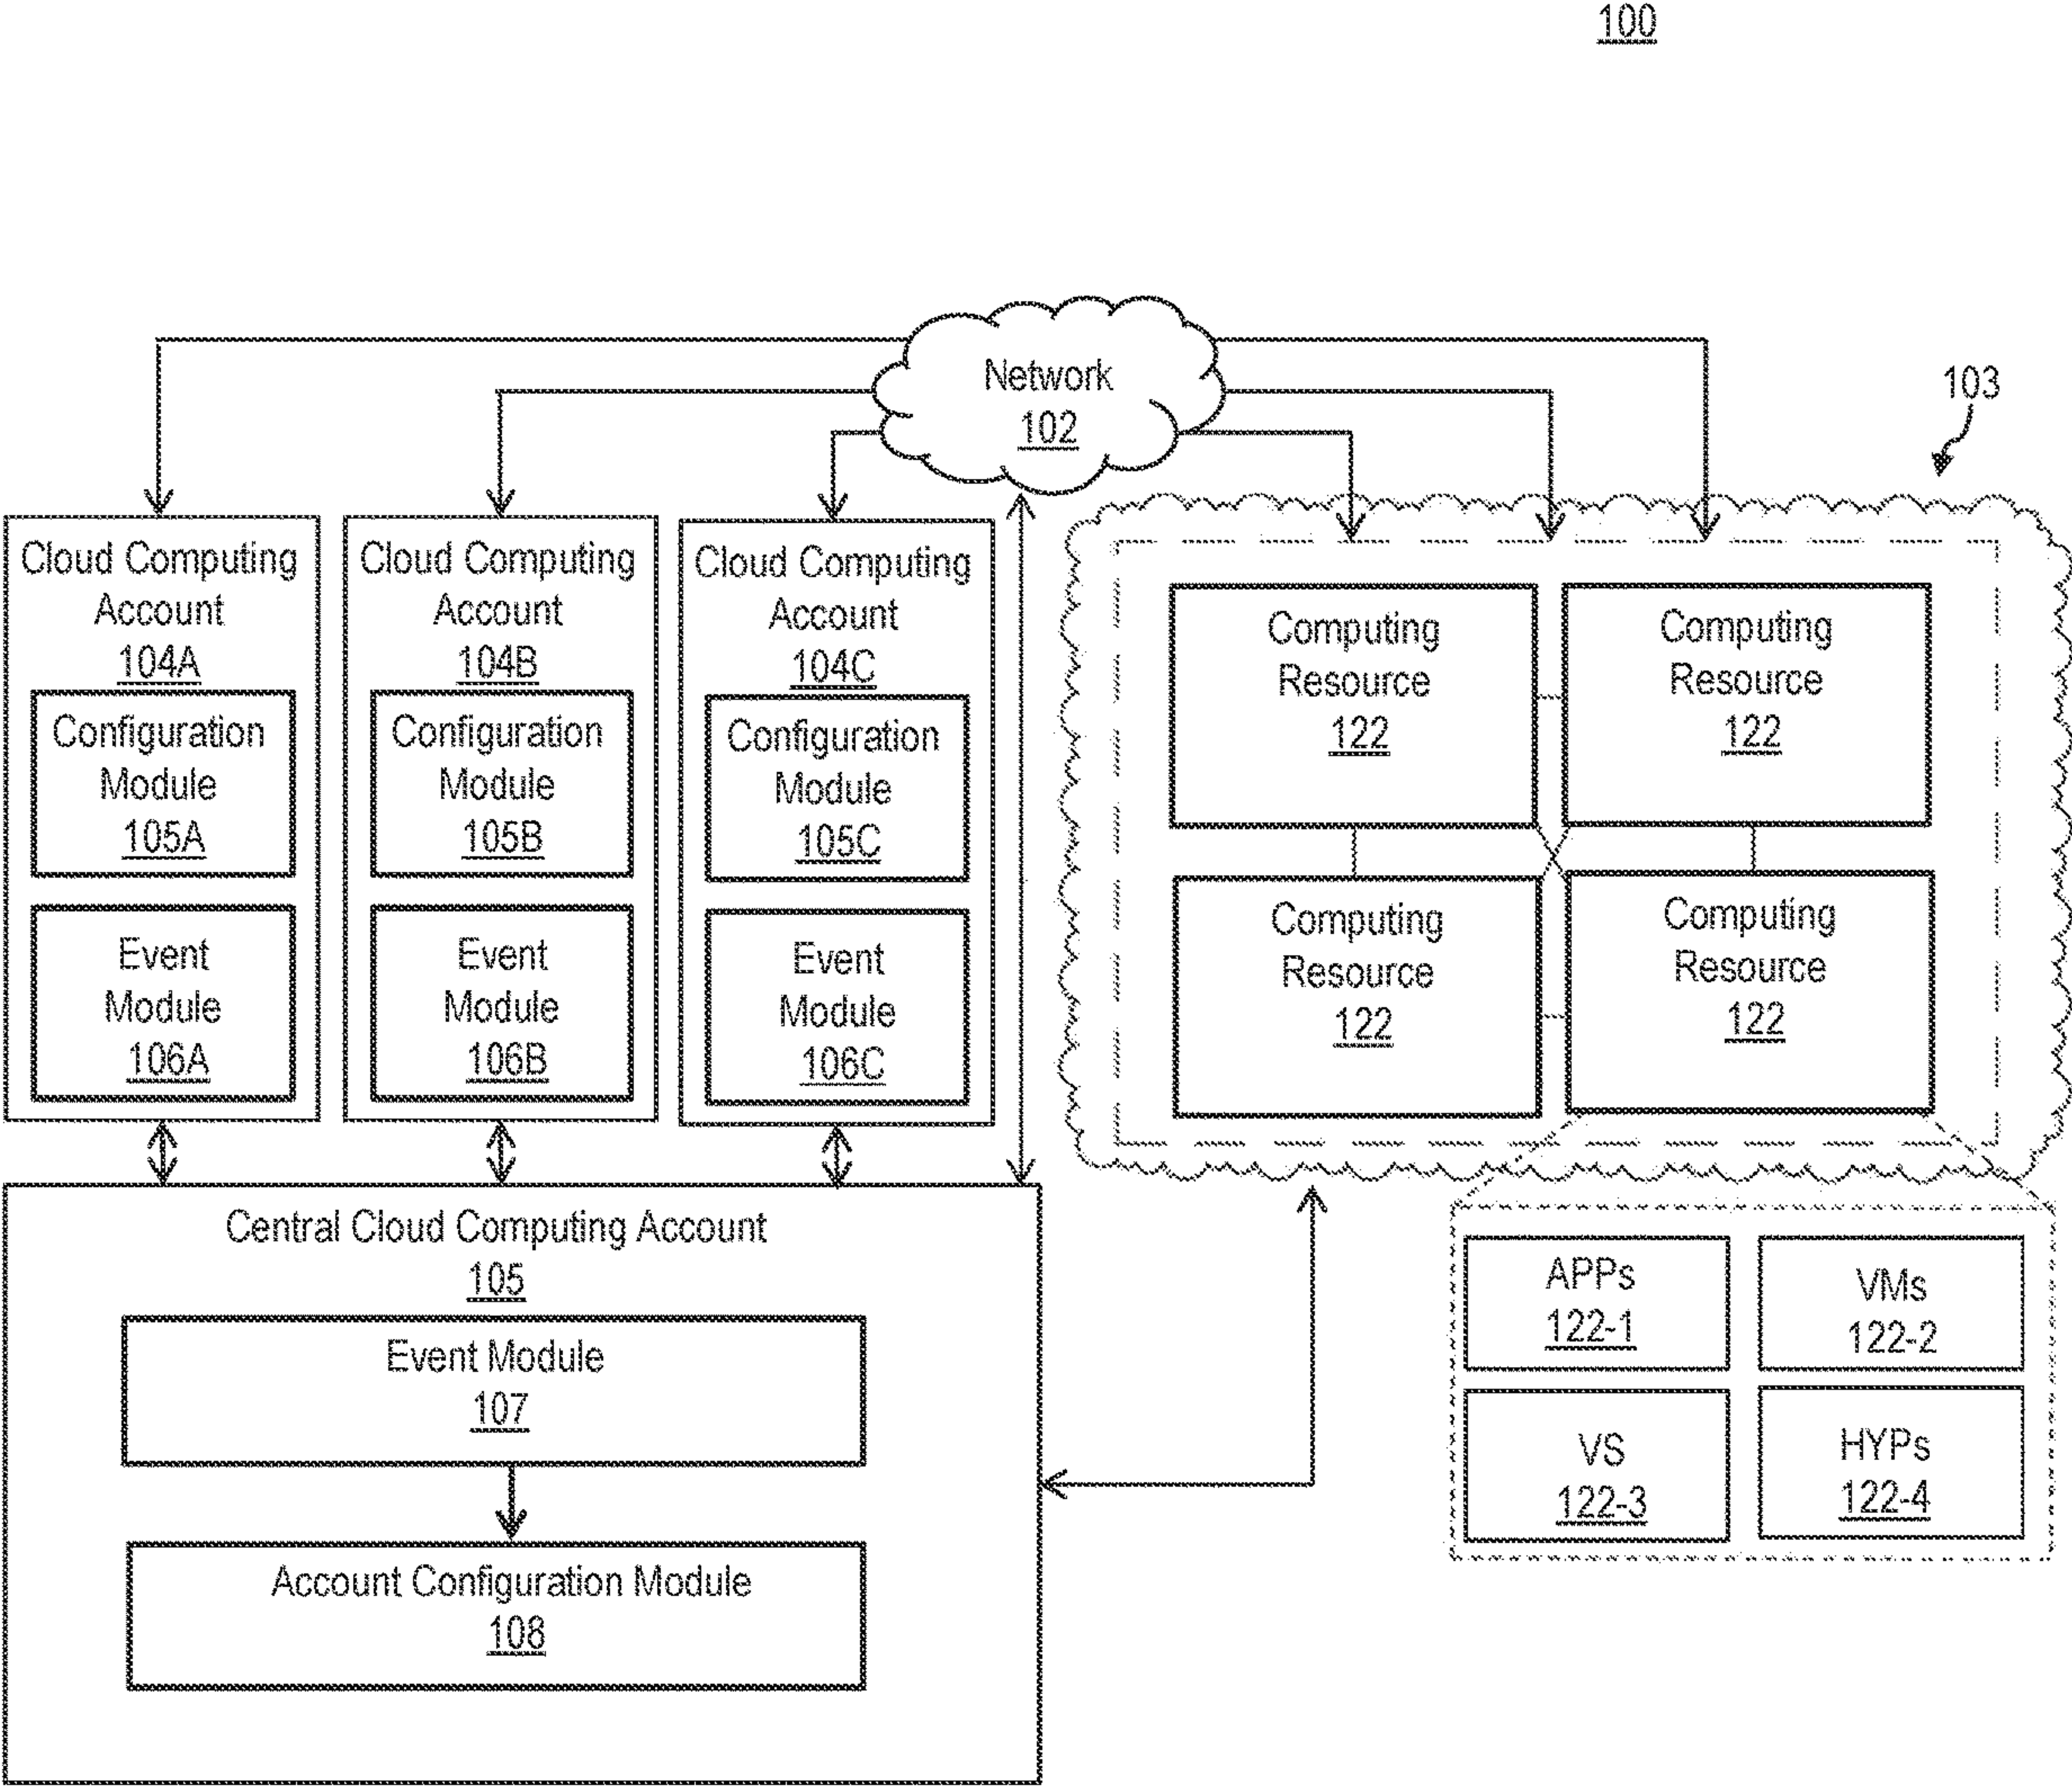 100
Network
102
103
Cloud Computing
Account
104A
Configuration
Module
105A
Event
Module
106A
Cloud Computing
Account
104B
Configuration
Module
105B
Event
Module
106B
Cloud Computing
Account
104C
Configuration
Module
105C
Event
Module
106C
Computing
Resource
122
Computing
Resource
122
Computing
Resource
122
Computing
Resource
122
Central Cloud Computing Account
105
Event Module
107
Account Configuration Module
108
APPs
122-1
VMs
122-2
VS
122-3
HYPs
122-4